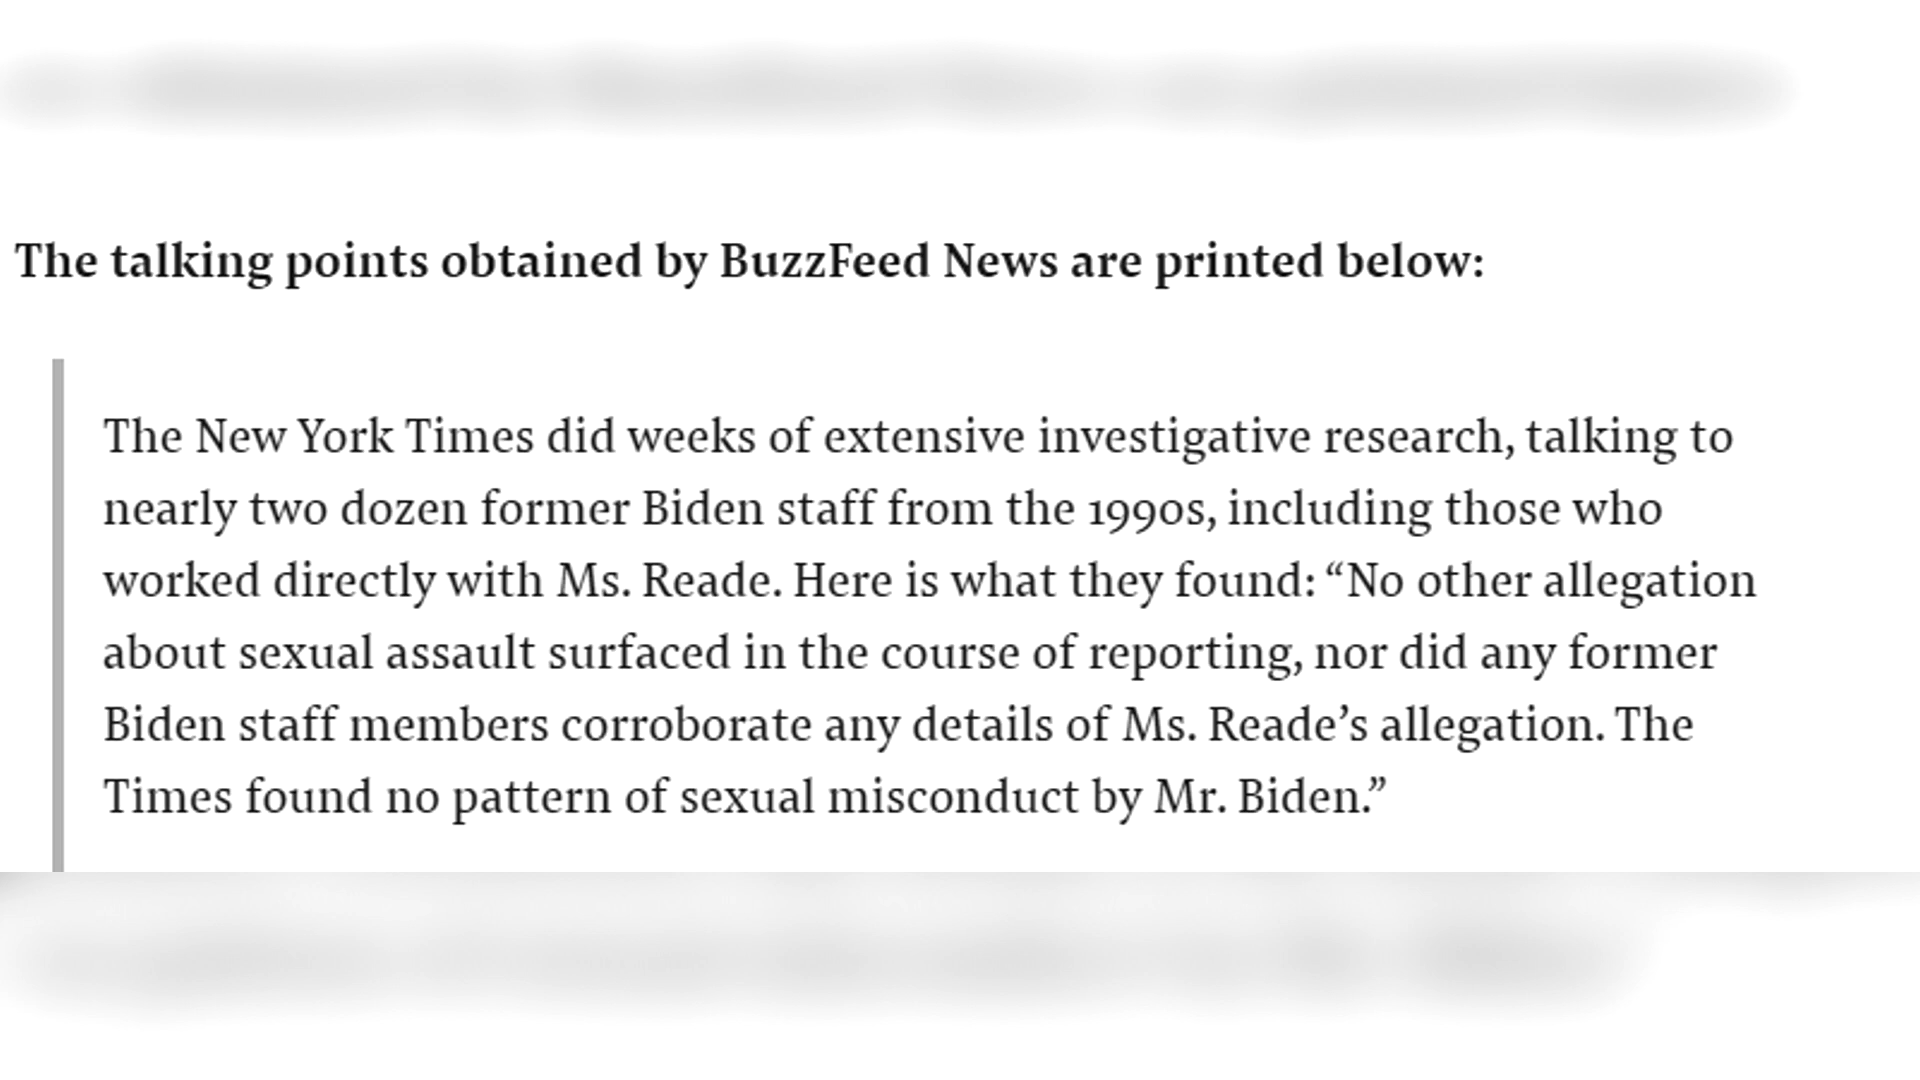 The talking points obtained by BuzzFeed News are printed below:
The New York Times did weeks of extensive investigative research, talking to
nearly two dozen former Biden staff from the 1990s, including those who
worked directly with Ms. Reade. Here is what they found: “No other allegation
about sexual assault surfaced in the course of reporting, nor did any former
Biden staff members corroborate any details of Ms. Reade’s allegation. The
Times found no pattern of sexual misconduct by Mr. Biden.”